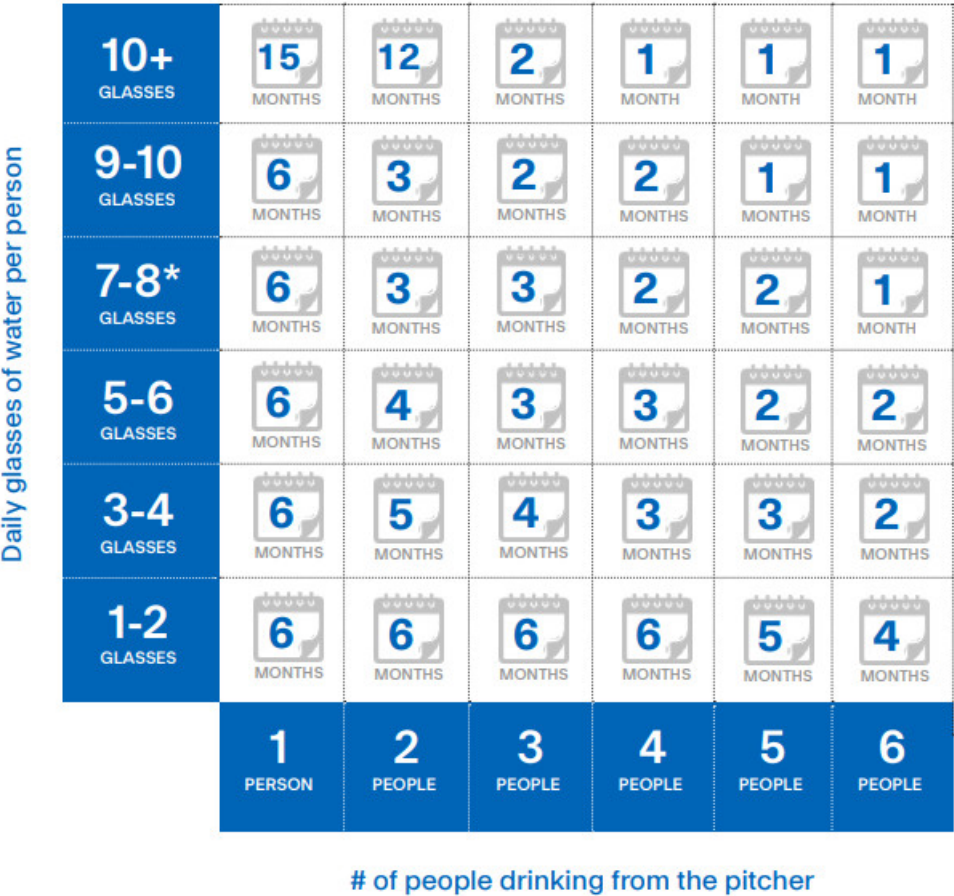 Daily glasses of water per person
10+
GLASSES
15
MONTHS
12
MONTHS
2
MONTHS
1
MONTH
1
MONTH
1
MONTH
9-10
GLASSES
6
MONTHS
3
MONTHS
2
MONTHS
2
MONTHS
1
MONTHS
1
MONTH
7-8*
GLASSES
6
MONTHS
3
MONTHS
3
MONTHS
2
MONTHS
2
MONTHS
1
MONTH
5-6
GLASSES
6
MONTHS
4
MONTHS
3
MONTHS
3
MONTHS
2
MONTHS
2
MONTHS
3-4
GLASSES
6
MONTHS
5
MONTHS
4
MONTHS
3
MONTHS
3
MONTHS
2
MONTHS
1-2
GLASSES
6
MONTHS
6
MONTHS
6
MONTHS
6
MONTHS
5
MONTHS
4
MONTHS
1
PERSON
2
PEOPLE
3
PEOPLE
4
PEOPLE
5
PEOPLE
6
PEOPLE
# of people drinking from the pitcher